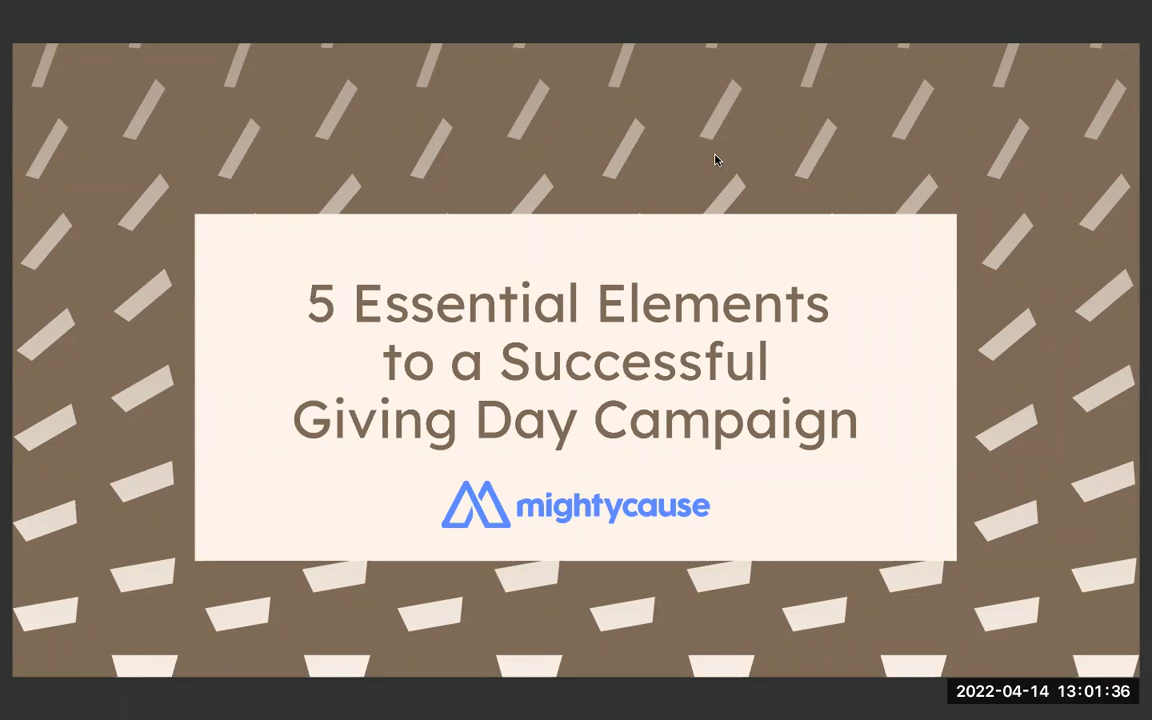 5 Essential Elements
to a Successful
Giving Day Campaign
mightycause
2022-04-14 13:01:36